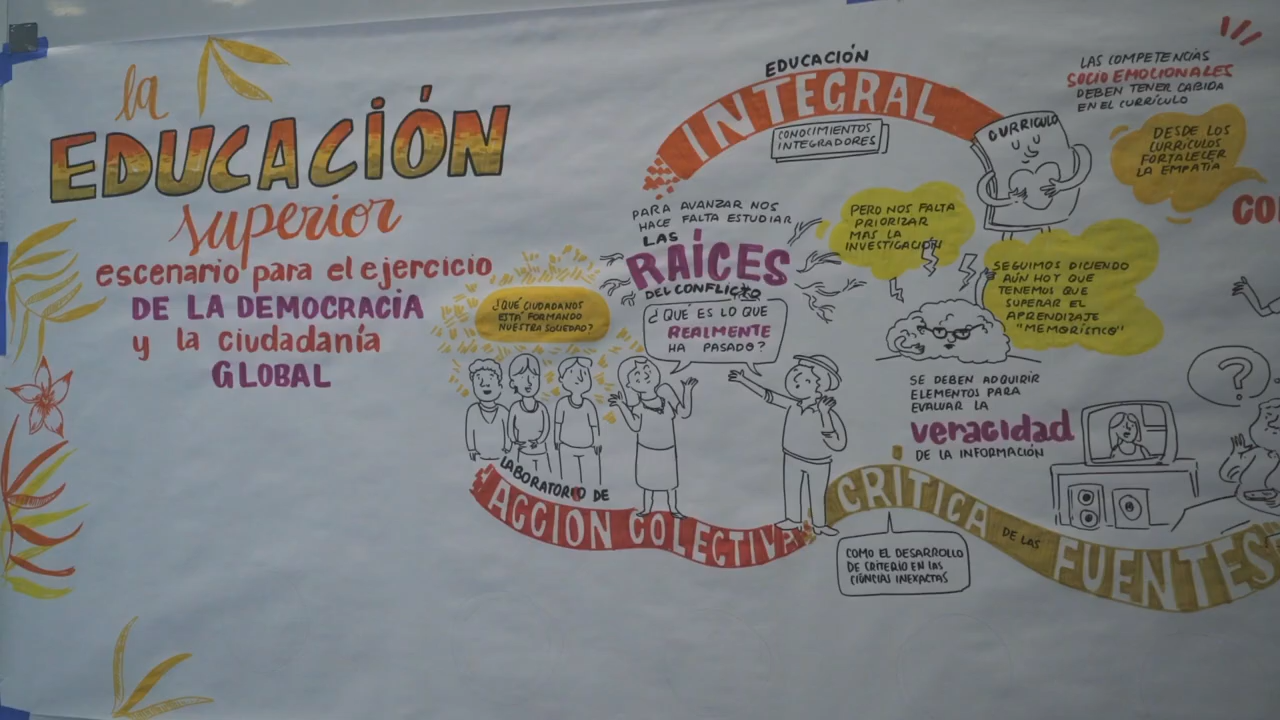 la
EDUCACIÓN
superior
escenario para el ejercicio
DE LA DEMOCRACIA
y la ciudadanía
GLOBAL
¿QUÉ CIUDADANOS
ESTÁ FORMANDO
NUESTRA SOCIEDAD?
LABORATORIO DE
ACCIÓN COLECTIVA
EDUCACIÓN
INTEGRAL
CONOCIMIENTOS
INTEGRADORES
PARA AVANZAR NOS
HACE FALTA ESTUDIAR
LAS
RAÍCES
DEL CONFLICTO
¿QUÉ ES LO QUE
REALMENTE
HA PASADO?
CURRICULO
LAS COMPETENCIAS
SOCIO EMOCIONALES
DEBEN TENER CABIDA
EN EL CURRÍCULO
DESDE LOS
CURRÍCULOS
FORTALECER
LA EMPATÍA
CO
PERO NOS FALTA
PRIORIZAR
MAS LA
INVESTIGACIÓN
SEGUIMOS DICIENDO
AÚN HOY QUE
TENEMOS QUE
SUPERAR EL
APRENDIZAJE
"MEMORÍSTICO"
SE DEBEN ADQUIRIR
ELEMENTOS PARA
EVALUAR LA
veracidad
DE LA INFORMACIÓN
?
CRÍTICA
DE LAS
FUENTES
COMO EL DESARROLLO
DE CRITERIO EN LAS
CIENCIAS INEXACTAS